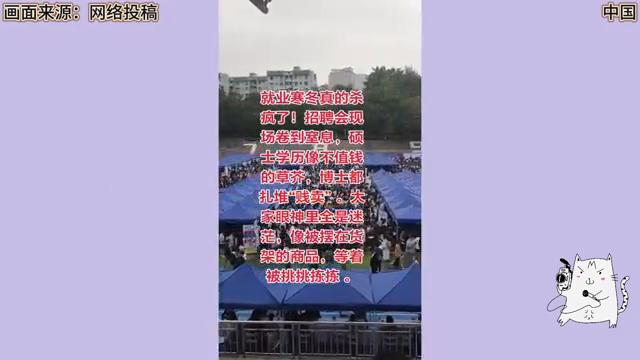 画面来源：网络投稿
中国
就业寒冬真的杀
疯了！招聘会现
场卷到窒息，硕
士学历像不值钱
的草芥，博士都
扎堆“贱卖”。大
家眼神里全是迷
茫，像被摆在货
架的商品，等着
被挑挑拣拣 。